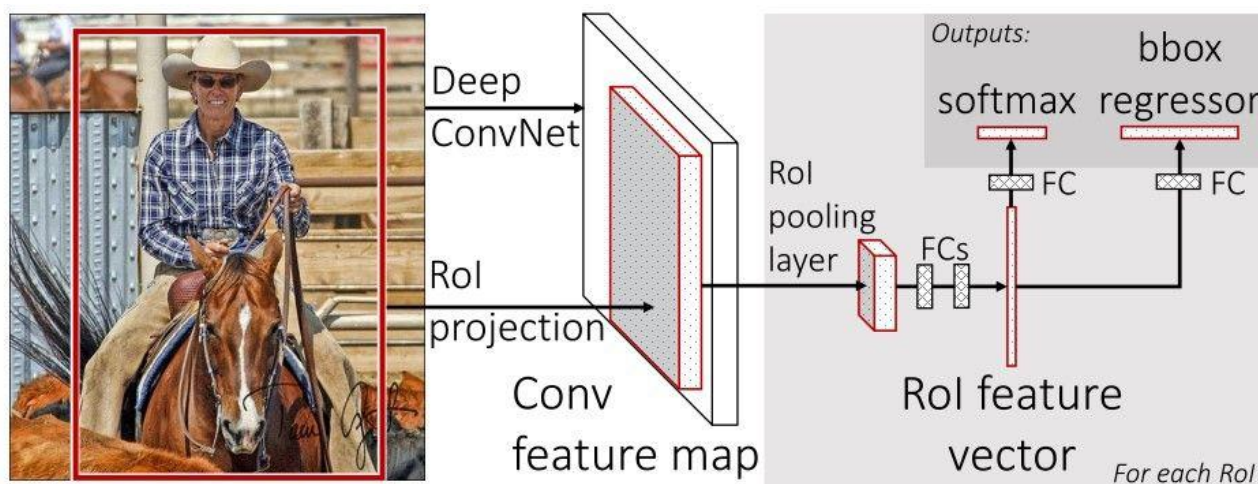 Deep
ConvNet
RoI
projection
Conv
feature map
RoI
pooling
layer
FCs
RoI feature
vector
For each RoI
Outputs:
softmax
bbox
regressor
FC
FC